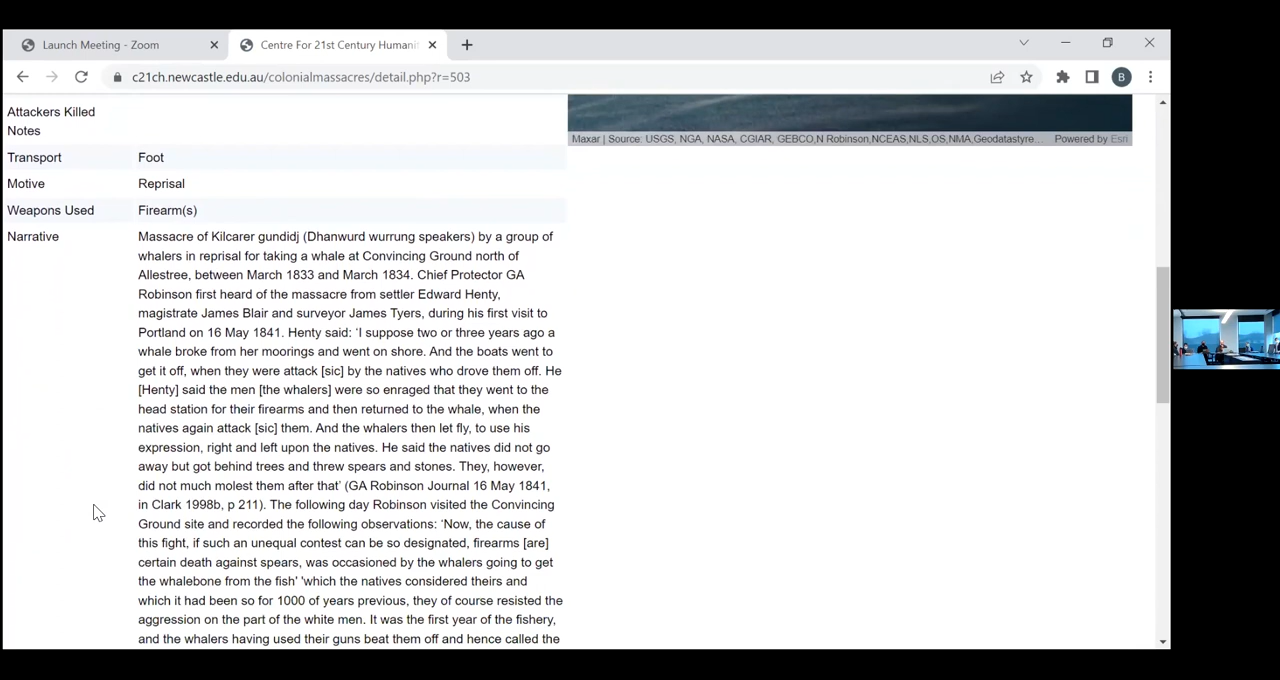 Launch Meeting - Zoom
Centre For 21st Century Humani
c21ch.newcastle.edu.au/colonialmassacres/detail.php?r=503
B
Attackers Killed
Notes
Maxar | Source: USGS, NGA, NASA, CGIAR, GEBCO,N Robinson,NCEAS,NLS,OS,NMA,Geodatastyre... Powered by Esri
Transport Foot
Motive Reprisal
Weapons Used Firearm(s)
Narrative Massacre of Kilcarer gundidj (Dhanwurd wurrung speakers) by a group of
whalers in reprisal for taking a whale at Convincing Ground north of
Allestree, between March 1833 and March 1834. Chief Protector GA
Robinson first heard of the massacre from settler Edward Henty,
magistrate James Blair and surveyor James Tyers, during his first visit to
Portland on 16 May 1841. Henty said: ‘I suppose two or three years ago a
whale broke from her moorings and went on shore. And the boats went to
get it off, when they were attack [sic] by the natives who drove them off. He
[Henty] said the men [the whalers] were so enraged that they went to the
head station for their firearms and then returned to the whale, when the
natives again attack [sic] them. And the whalers then let fly, to use his
expression, right and left upon the natives. He said the natives did not go
away but got behind trees and threw spears and stones. They, however,
did not much molest them after that’ (GA Robinson Journal 16 May 1841,
in Clark 1998b, p 211). The following day Robinson visited the Convincing
Ground site and recorded the following observations: ‘Now, the cause of
this fight, if such an unequal contest can be so designated, firearms [are]
certain death against spears, was occasioned by the whalers going to get
the whalebone from the fish' 'which the natives considered theirs and
which it had been so for 1000 of years previous, they of course resisted the
aggression on the part of the white men. It was the first year of the fishery,
and the whalers having used their guns beat them off and hence called the